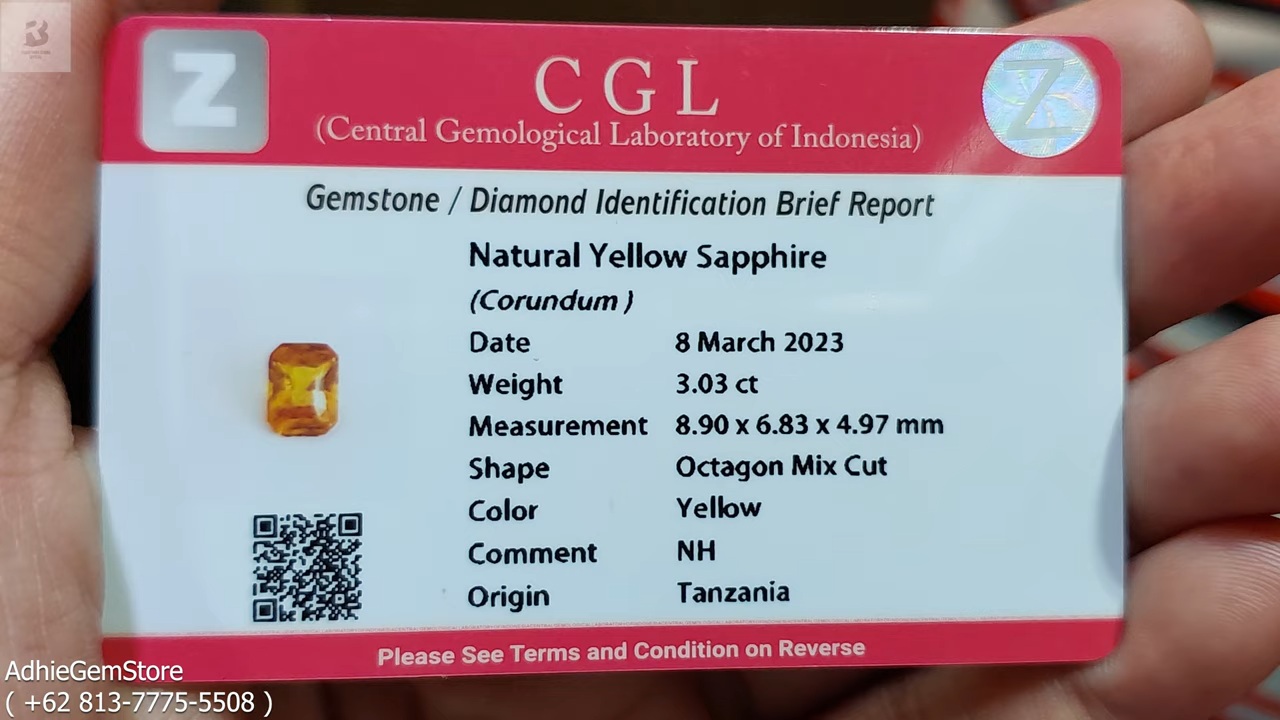 Z
CGL
Z
(Central Gemological Laboratory of Indonesia)
Gemstone / Diamond Identification Brief Report
Natural Yellow Sapphire
(Corundum)
Date 8 March 2023
Weight 3.03 ct
Measurement 8.90 x 6.83 x 4.97 mm
Shape Octagon Mix Cut
Color Yellow
Comment NH
Origin Tanzania
Please See Terms and Condition on Reverse
AdhieGemStore
( +62 813-7775-5508 )